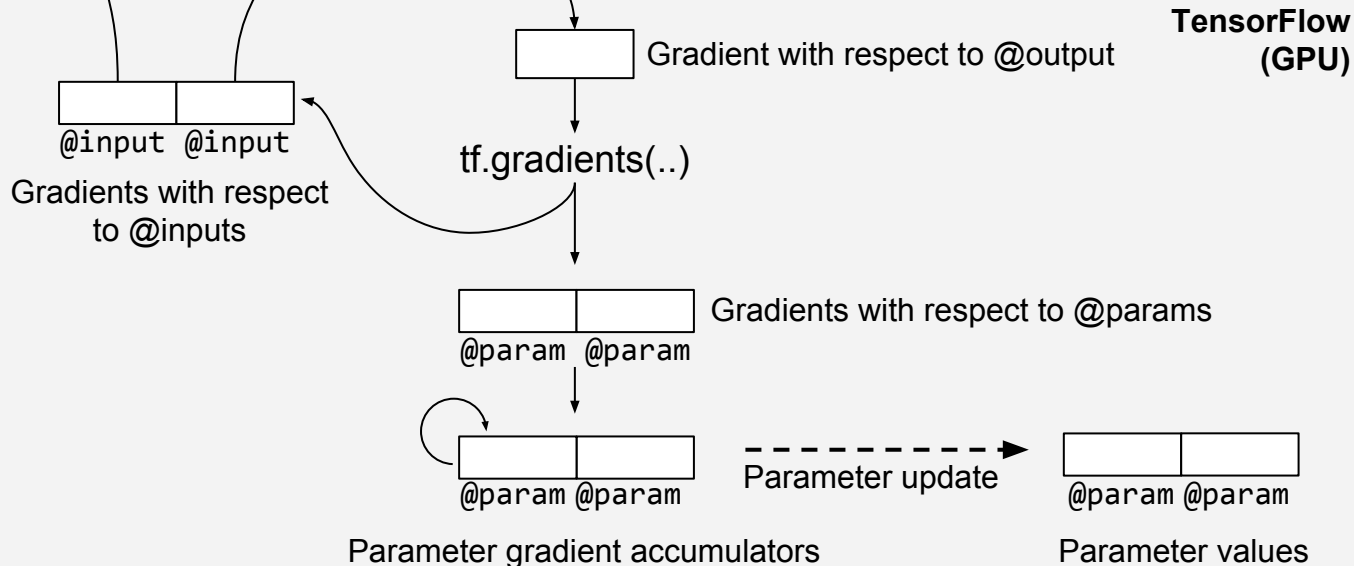 TensorFlow
(GPU)
Gradient with respect to @output
@input @input
Gradients with respect
to @inputs
tf.gradients(..)
Gradients with respect to @params
@param @param
@param @param
Parameter gradient accumulators
Parameter update
@param @param
Parameter values